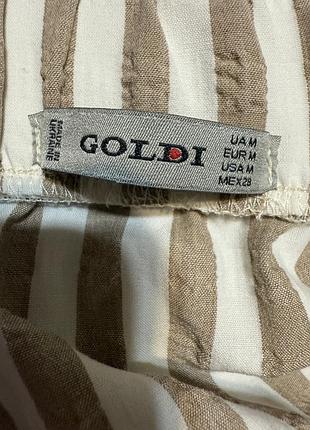 MADE IN
UKRAINE
GOLDI
UA M
EUR M
USA M
MEX 28